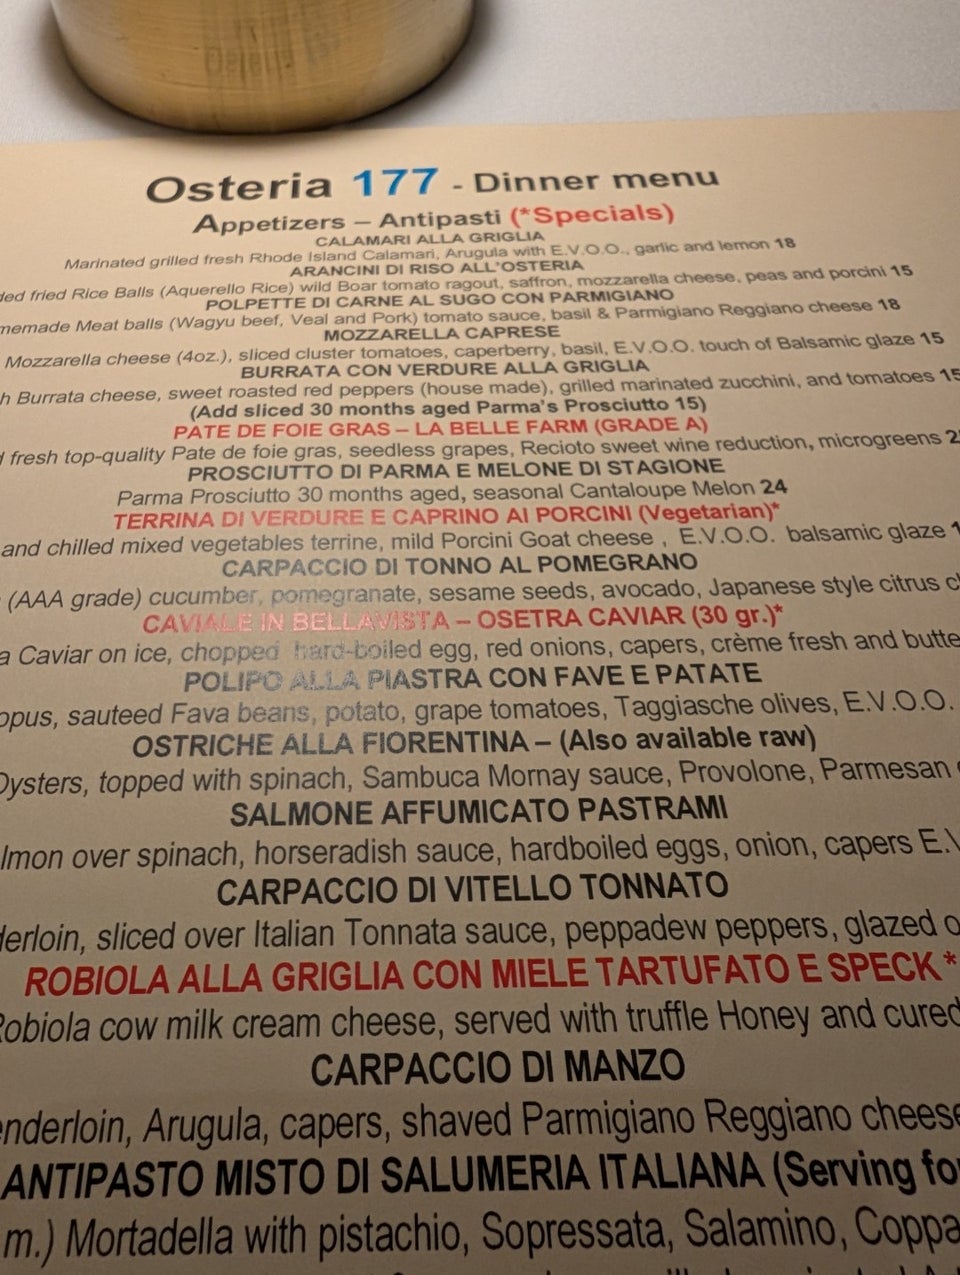 Osteria 177 - Dinner menu
Appetizers – Antipasti (*Specials)
CALAMARI ALLA GRIGLIA
Marinated grilled fresh Rhode Island Calamari, Arugula with E.V.O.O., garlic and lemon 18
ARANCINI DI RISO ALL'OSTERIA
fried Rice Balls (Aquerello Rice) wild Boar tomato ragout, saffron, mozzarella cheese, peas and porcini 15
POLPETTE DI CARNE AL SUGO CON PARMIGIANO
Meat balls (Wagyu beef, Veal and Pork) tomato sauce, basil & Parmigiano Reggiano cheese 18
MOZZARELLA CAPRESE
Mozzarella cheese (4oz.), sliced cluster tomatoes, caperberry, basil, E.V.O.O. touch of Balsamic glaze 15
BURRATA CON VERDURE ALLA GRIGLIA
Burrata cheese, sweet roasted red peppers (house made), grilled marinated zucchini, and tomatoes 15
(Add sliced 30 months aged Parma's Prosciutto 15)
PATE DE FOIE GRAS – LA BELLE FARM (GRADE A)
fresh top-quality Pate de foie gras, seedless grapes, Recioto sweet wine reduction, microgreens
PROSCIUTTO DI PARMA E MELONE DI STAGIONE
Parma Prosciutto 30 months aged, seasonal Cantaloupe Melon 24
TERRINA DI VERDURE E CAPRINO AI PORCINI (Vegetarian)*
and chilled mixed vegetables terrine, mild Porcini Goat cheese , E.V.O.O. balsamic glaze
CARPACCIO DI TONNO AL POMEGRANO
(AAA grade) cucumber, pomegranate, sesame seeds, avocado, Japanese style citrus
CAVIALE IN BELLAVISTA – OSETRA CAVIAR (30 gr.)*
Caviar on ice, chopped hard-boiled egg, red onions, capers, crème fresh and butte
POLIPO ALLA PIASTRA CON FAVE E PATATE
opus, sauteed Fava beans, potato, grape tomatoes, Taggiasche olives, E.V.O.O.
OSTRICHE ALLA FIORENTINA – (Also available raw)
Oysters, topped with spinach, Sambuca Mornay sauce, Provolone, Parmesan
SALMONE AFFUMICATO PASTRAMI
lmon over spinach, horseradish sauce, hardboiled eggs, onion, capers E.V
CARPACCIO DI VITELLO TONNATO
derloin, sliced over Italian Tonnata sauce, peppadew peppers, glazed o
ROBIOLA ALLA GRIGLIA CON MIELE TARTUFATO E SPECK *
Robiola cow milk cream cheese, served with truffle Honey and cured
CARPACCIO DI MANZO
enderloin, Arugula, capers, shaved Parmigiano Reggiano cheese
ANTIPASTO MISTO DI SALUMERIA ITALIANA (Serving fo
m.) Mortadella with pistachio, Sopressata, Salamino, Coppa